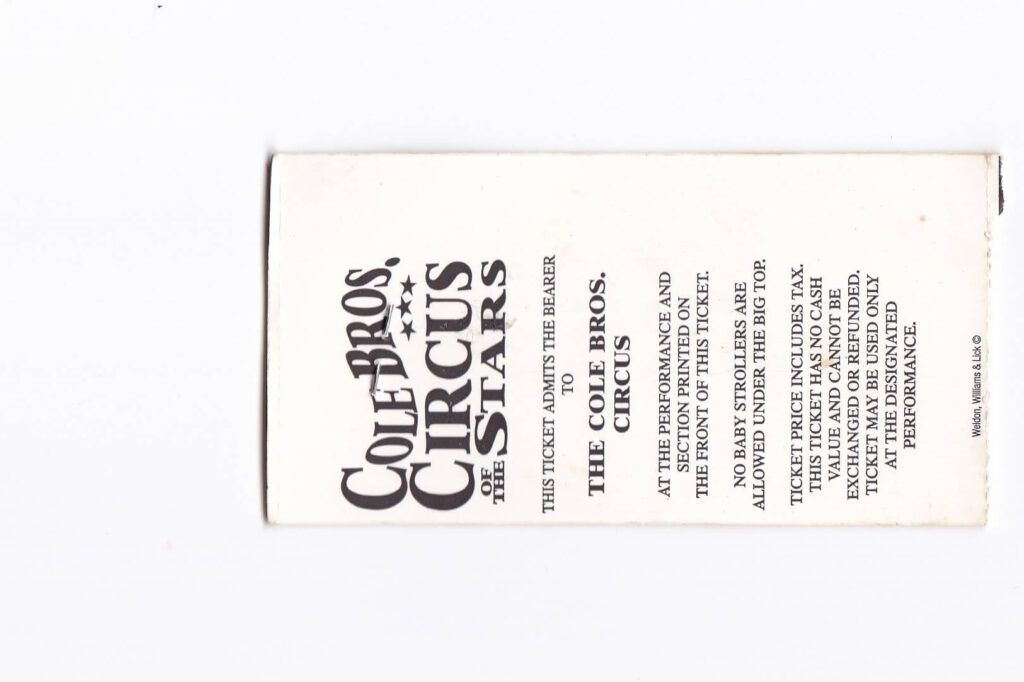 COLE BROS.
★★★
CIRCUS
OF THE STARS
THIS TICKET ADMITS THE BEARER
TO
THE COLE BROS.
CIRCUS
AT THE PERFORMANCE AND
SECTION PRINTED ON
THE FRONT OF THIS TICKET.
NO BABY STROLLERS ARE
ALLOWED UNDER THE BIG TOP.
TICKET PRICE INCLUDES TAX.
THIS TICKET HAS NO CASH
VALUE AND CANNOT BE
EXCHANGED OR REFUNDED.
TICKET MAY BE USED ONLY
AT THE DESIGNATED
PERFORMANCE.
Weldon, Williams & Lick ©